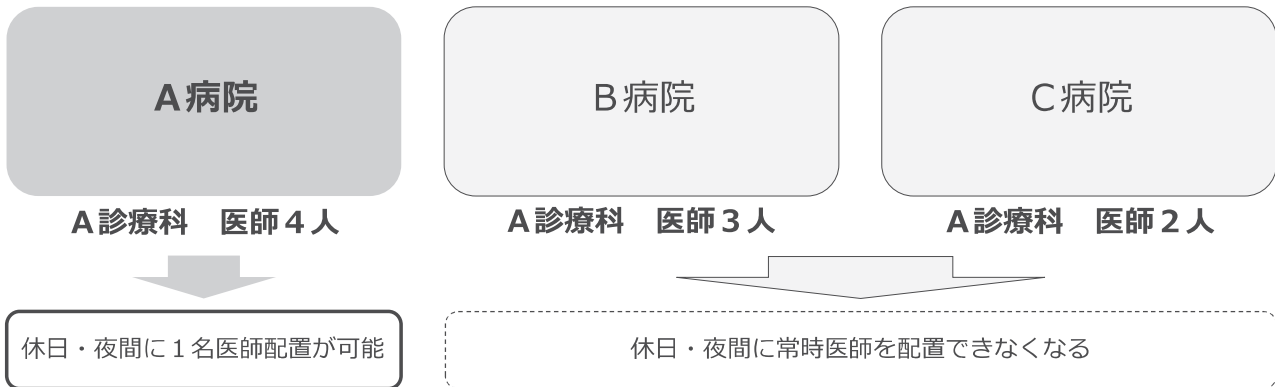 A病院
B病院
C病院
A診療科　医師４人
A診療科　医師３人
A診療科　医師２人
休日・夜間に１名医師配置が可能
休日・夜間に常時医師を配置できなくなる